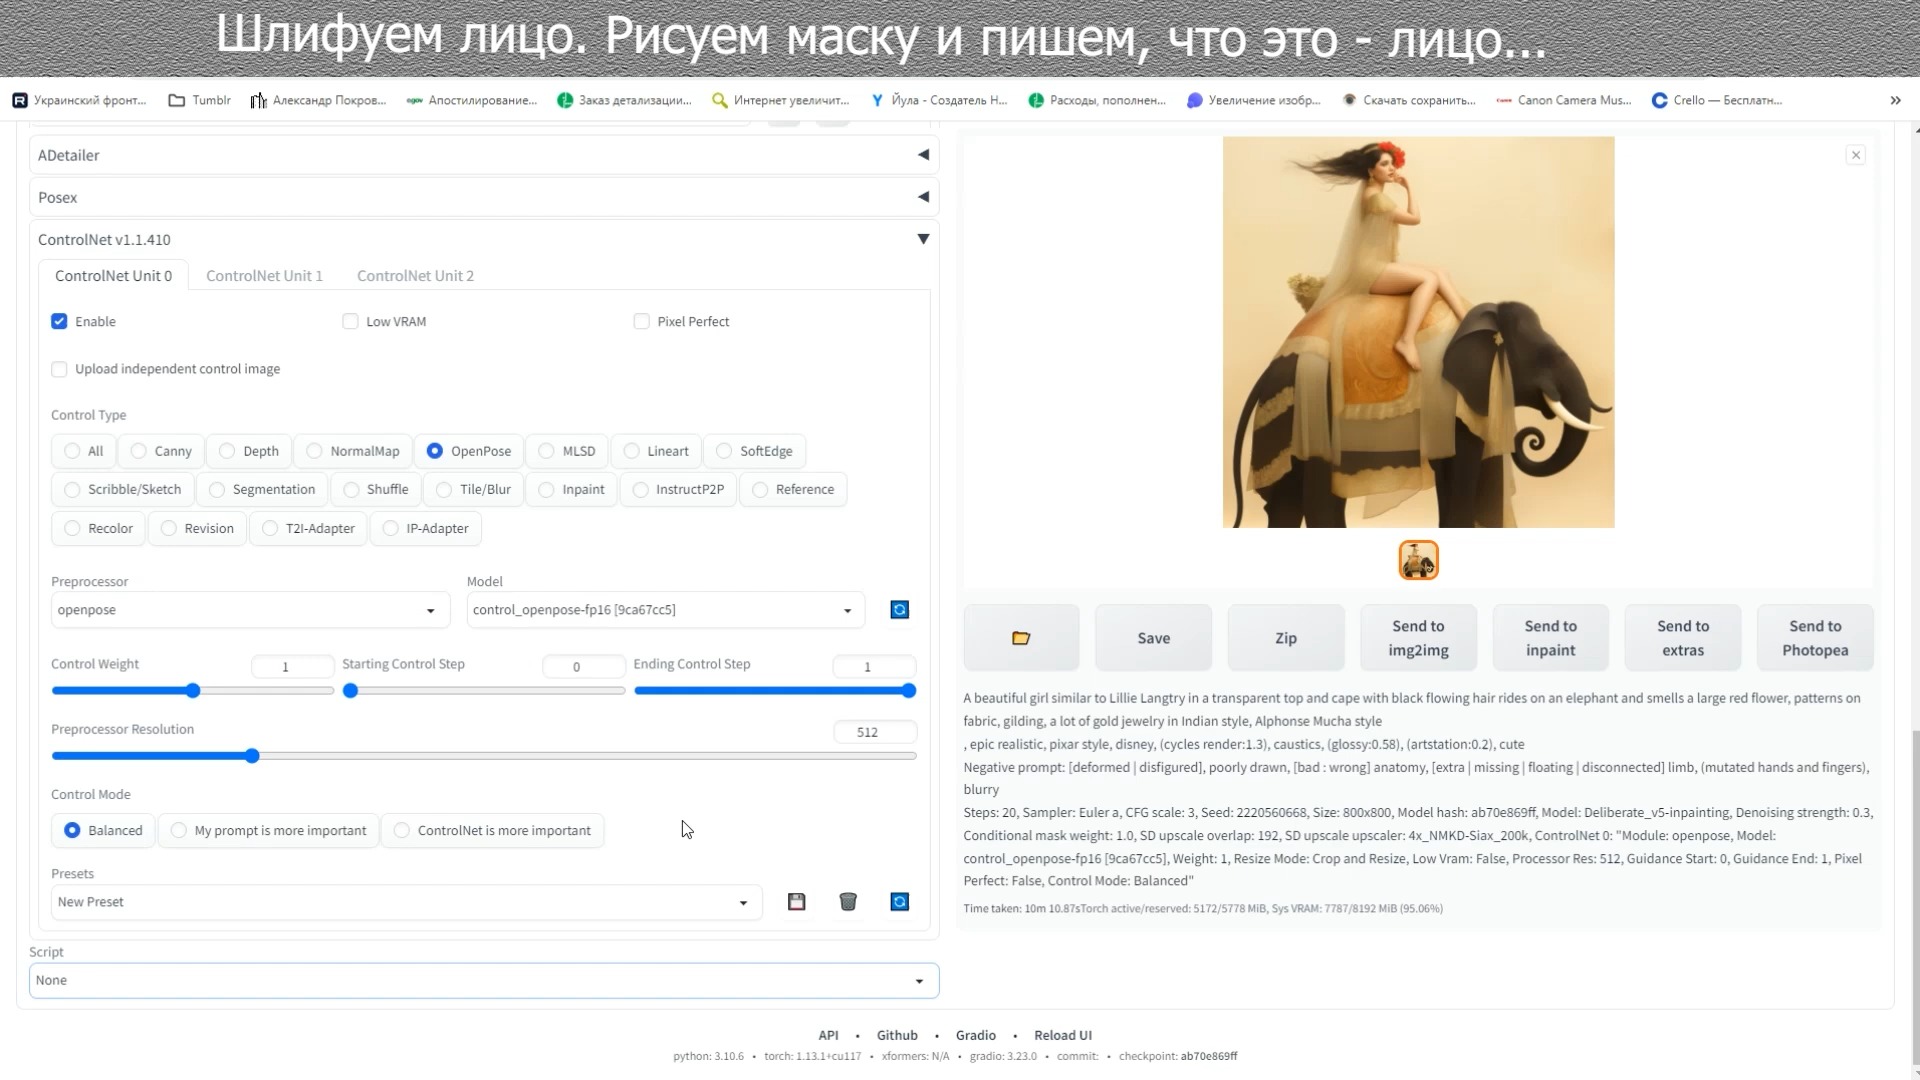 Шлифуем лицо. Рисуем маску и пишем, что это - лицо...
Украинский фронт... Tumblr Александр Покров... Апостилирование... Заказ детализации... Интернет увеличит... Йула - Создатель Н... Расходы, пополнен... Увеличение изобр... Скачать сохранить... Canon Camera Mus... Crello — Бесплатн... »
ADetailer
Posex
ControlNet v1.1.410
ControlNet Unit 0 ControlNet Unit 1 ControlNet Unit 2
Enable Low VRAM Pixel Perfect
Upload independent control image
Control Type
All Canny Depth NormalMap OpenPose MLSD Lineart SoftEdge
Scribble/Sketch Segmentation Shuffle Tile/Blur Inpaint InstructP2P Reference
Recolor Revision T2I-Adapter IP-Adapter
Preprocessor Model
openpose control_openpose-fp16 [9ca67cc5]
Control Weight 1 Starting Control Step 0 Ending Control Step 1
Preprocessor Resolution 512
Control Mode
Balanced My prompt is more important ControlNet is more important
Presets
New Preset
Script
None
Save Zip Send to img2img Send to inpaint Send to extras Send to Photopea
A beautiful girl similar to Lillie Langtry in a transparent top and cape with black flowing hair rides on an elephant and smells a large red flower, patterns on
fabric, gilding, a lot of gold jewelry in Indian style, Alphonse Mucha style
, epic realistic, pixar style, disney, (cycles render:1.3), caustics, (glossy:0.58), (artstation:0.2), cute
Negative prompt: [deformed | disfigured], poorly drawn, [bad : wrong] anatomy, [extra | missing | floating | disconnected] limb, (mutated hands and fingers),
blurry
Steps: 20, Sampler: Euler a, CFG scale: 3, Seed: 2220560668, Size: 800x800, Model hash: ab70e869ff, Model: Deliberate_v5-inpainting, Denoising strength: 0.3,
Conditional mask weight: 1.0, SD upscale overlap: 192, SD upscale upscaler: 4x_NMKD-Siax_200k, ControlNet 0: "Module: openpose, Model:
control_openpose-fp16 [9ca67cc5], Weight: 1, Resize Mode: Crop and Resize, Low Vram: False, Processor Res: 512, Guidance Start: 0, Guidance End: 1, Pixel
Perfect: False, Control Mode: Balanced"
Time taken: 10m 10.87sTorch active/reserved: 5172/5778 MiB, Sys VRAM: 7787/8192 MiB (95.06%)
API • Github • Gradio • Reload UI
python: 3.10.6 • torch: 1.13.1+cu117 • xformers: N/A • gradio: 3.23.0 • commit: • checkpoint: ab70e869ff